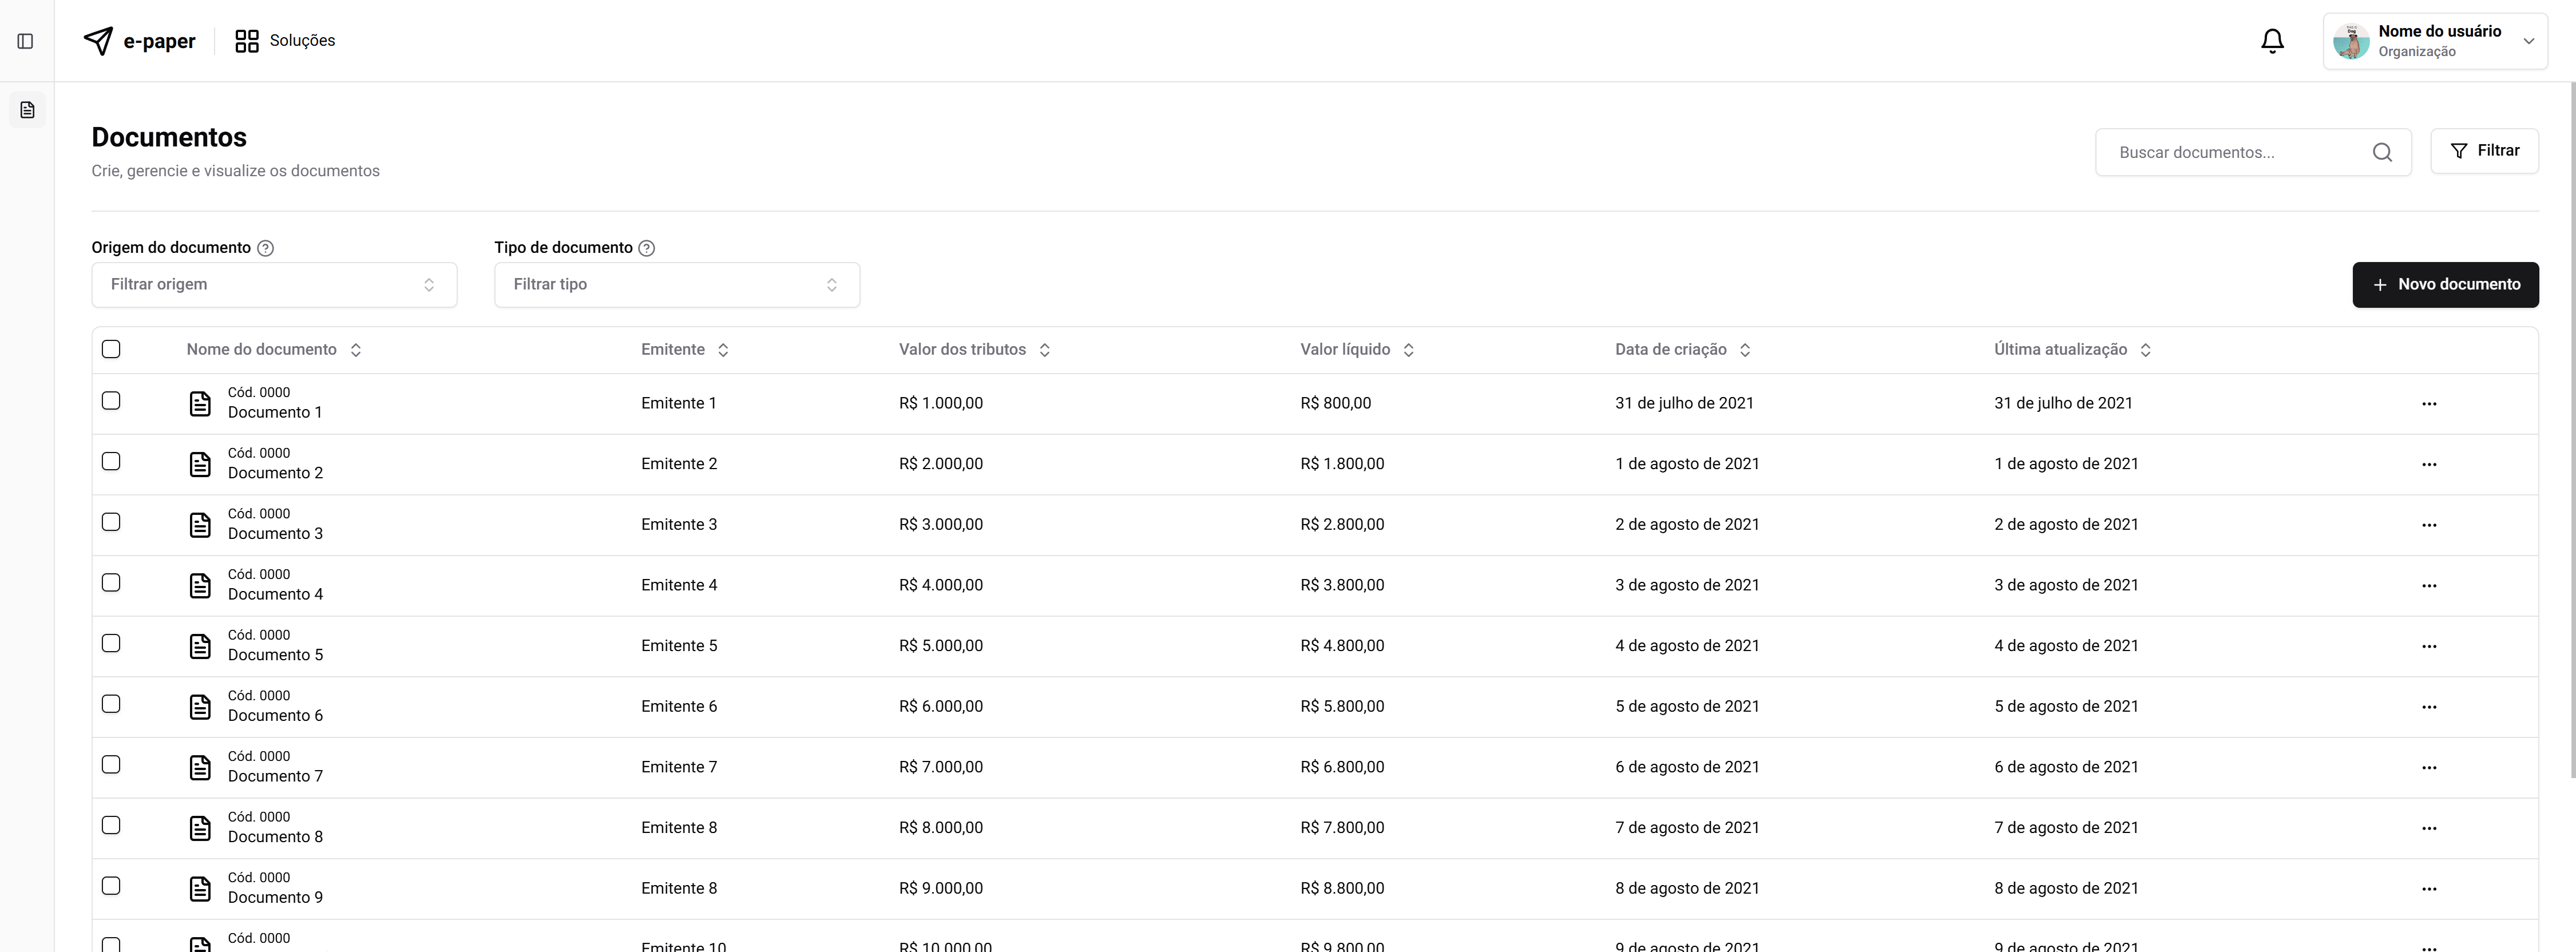 e-paper
Soluções
Nome do usuário
Organização
Documentos
Crie, gerencie e visualize os documentos
Buscar documentos...
Filtrar
Origem do documento
Tipo de documento
Filtrar origem
Filtrar tipo
Novo documento
Nome do documento Emitente Valor dos tributos Valor líquido Data de criação Última atualização
Cód. 0000
Documento 1 Emitente 1 R$ 1.000,00 R$ 800,00 31 de julho de 2021 31 de julho de 2021
Cód. 0000
Documento 2 Emitente 2 R$ 2.000,00 R$ 1.800,00 1 de agosto de 2021 1 de agosto de 2021
Cód. 0000
Documento 3 Emitente 3 R$ 3.000,00 R$ 2.800,00 2 de agosto de 2021 2 de agosto de 2021
Cód. 0000
Documento 4 Emitente 4 R$ 4.000,00 R$ 3.800,00 3 de agosto de 2021 3 de agosto de 2021
Cód. 0000
Documento 5 Emitente 5 R$ 5.000,00 R$ 4.800,00 4 de agosto de 2021 4 de agosto de 2021
Cód. 0000
Documento 6 Emitente 6 R$ 6.000,00 R$ 5.800,00 5 de agosto de 2021 5 de agosto de 2021
Cód. 0000
Documento 7 Emitente 7 R$ 7.000,00 R$ 6.800,00 6 de agosto de 2021 6 de agosto de 2021
Cód. 0000
Documento 8 Emitente 8 R$ 8.000,00 R$ 7.800,00 7 de agosto de 2021 7 de agosto de 2021
Cód. 0000
Documento 9 Emitente 8 R$ 9.000,00 R$ 8.800,00 8 de agosto de 2021 8 de agosto de 2021
Cód. 0000
Emitente 10 R$ 10.000,00 R$ 9.800,00 9 de agosto de 2021 9 de agosto de 2021